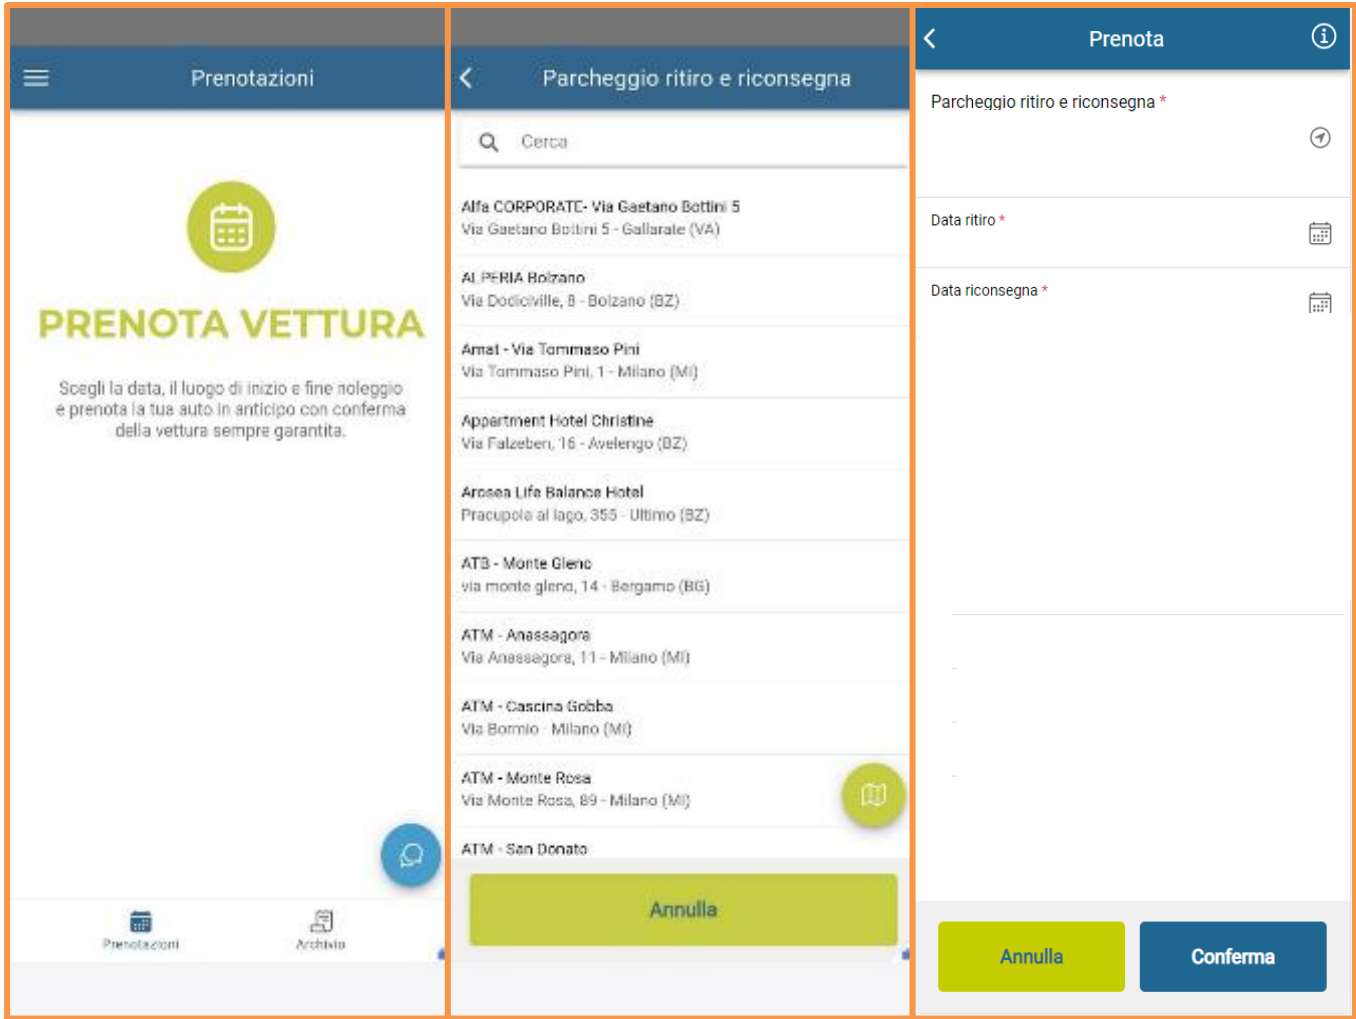 Prenotazioni
PRENOTA VETTURA
Scegli la data, il luogo di inizio e fine noleggio
e prenota la tua auto in anticipo con conferma
della vettura sempre garantita.
Prenotazioni
Archivio
Parcheggio ritiro e riconsegna
Cerca
Alfa CORPORATE- Via Gaetano Bottini 5
Via Gaetano Bottini 5 - Gallarate (VA)
ALPERIA Bolzano
Via Dodiciville, 8 - Bolzano (BZ)
Amat - Via Tommaso Pini
Via Tommaso Pini, 1 - Milano (MI)
Appartment Hotel Christine
Via Falzeben, 16 - Avelengo (BZ)
Arosea Life Balance Hotel
Pracupola al lago, 355 - Ultimo (BZ)
ATB - Monte Gleno
via monte gleno, 14 - Bergamo (BG)
ATM - Anassagora
Via Anassagora, 11 - Milano (MI)
ATM - Cascina Gobba
Via Bormio - Milano (MI)
ATM - Monte Rosa
Via Monte Rosa, 89 - Milano (MI)
ATM - San Donato
Annulla
Prenota
Parcheggio ritiro e riconsegna *
Data ritiro *
Data riconsegna *
Annulla
Conferma